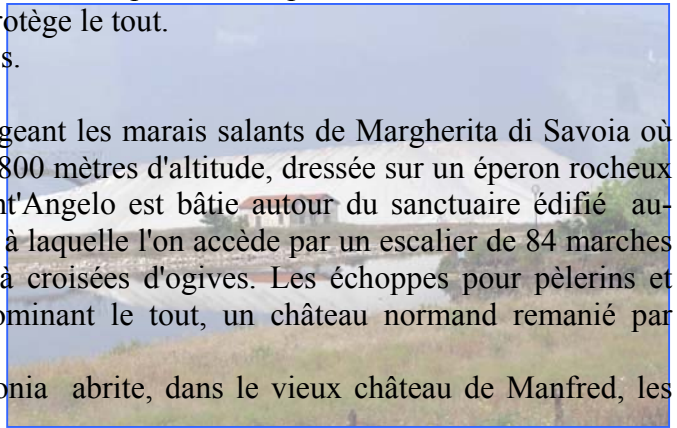 otège le tout.
s.
geant les marais salants de Margherita di Savoia où
800 mètres d'altitude, dressée sur un éperon rocheux
nt'Angelo est bâtie autour du sanctuaire édifié au-
à laquelle l'on accède par un escalier de 84 marches
à croisées d'ogives. Les échoppes pour pèlerins et
ominant le tout, un château normand remanié par
onia abrite, dans le vieux château de Manfred, les